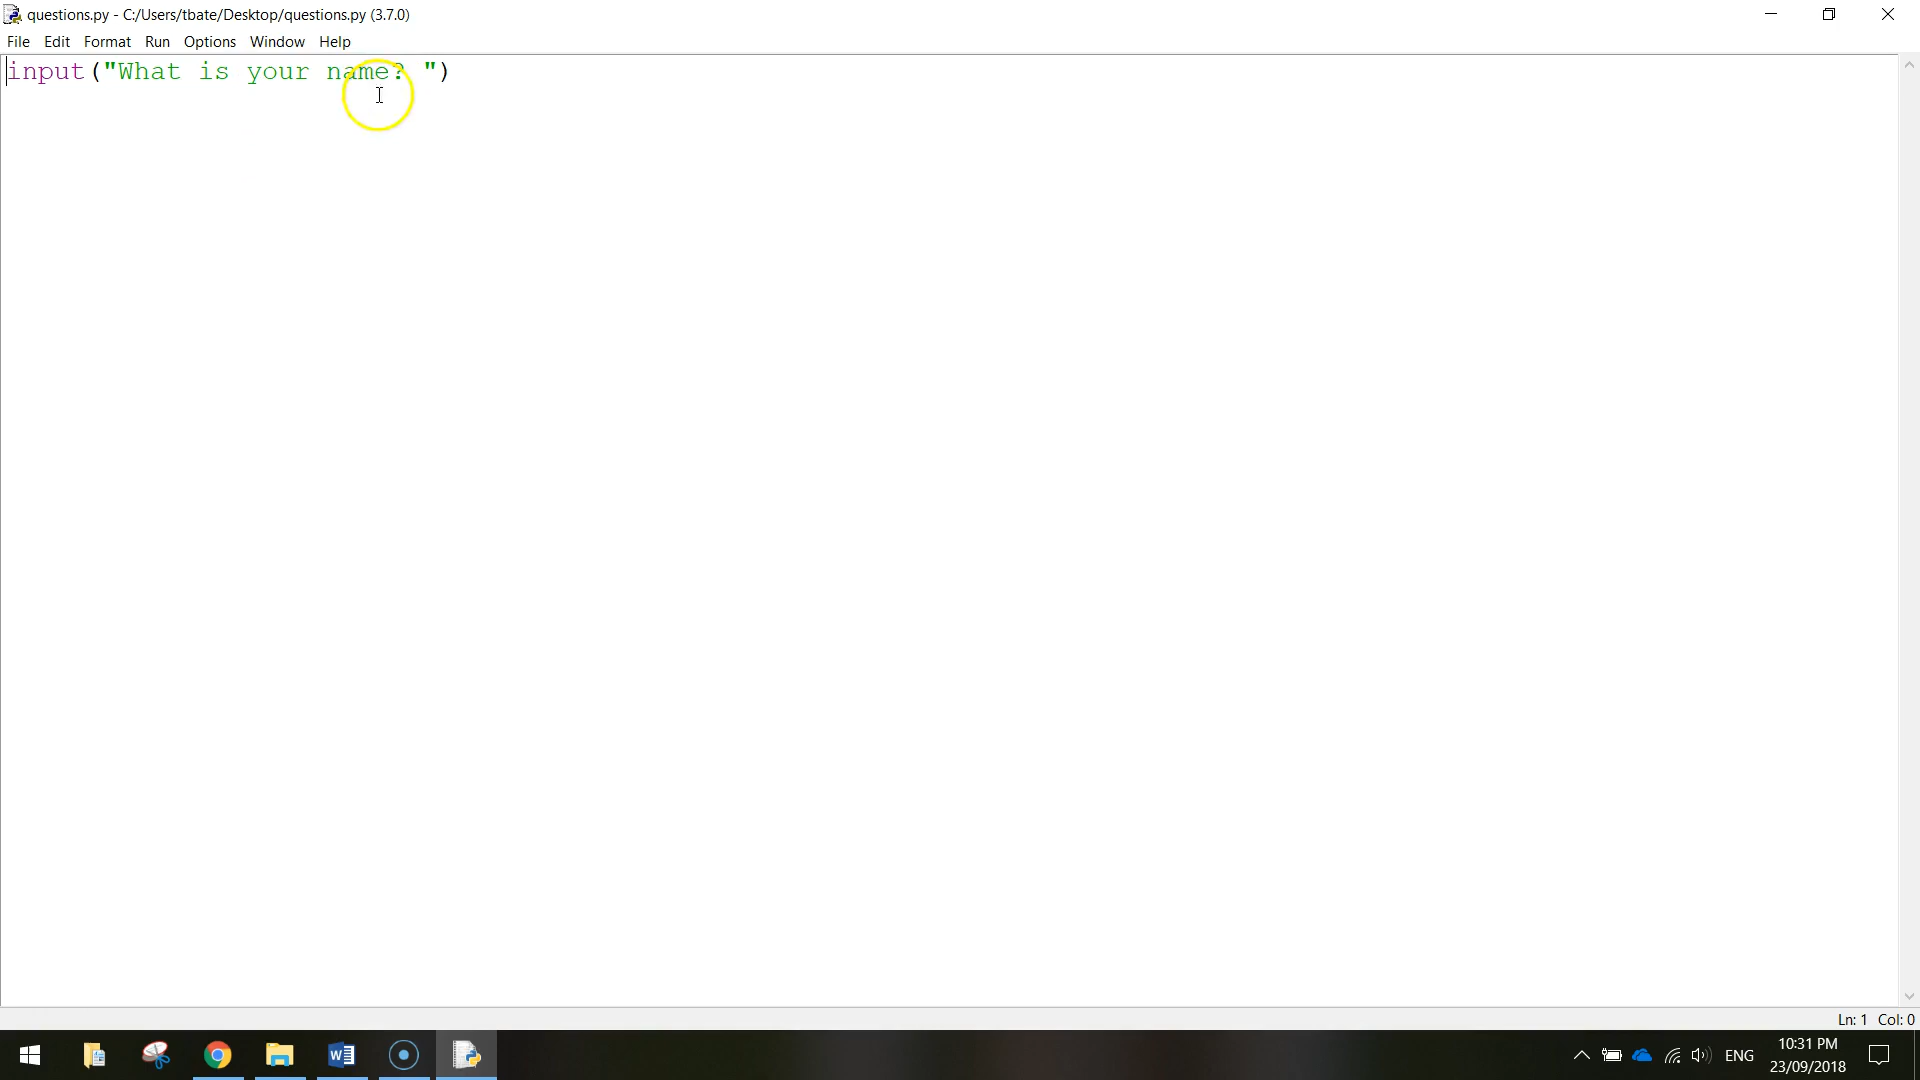 questions.py - C:/Users/tbate/Desktop/questions.py (3.7.0)
File Edit Format Run Options Window Help
input("What is your name? ")
Ln: 1 Col: 0
ENG
10:31 PM
23/09/2018